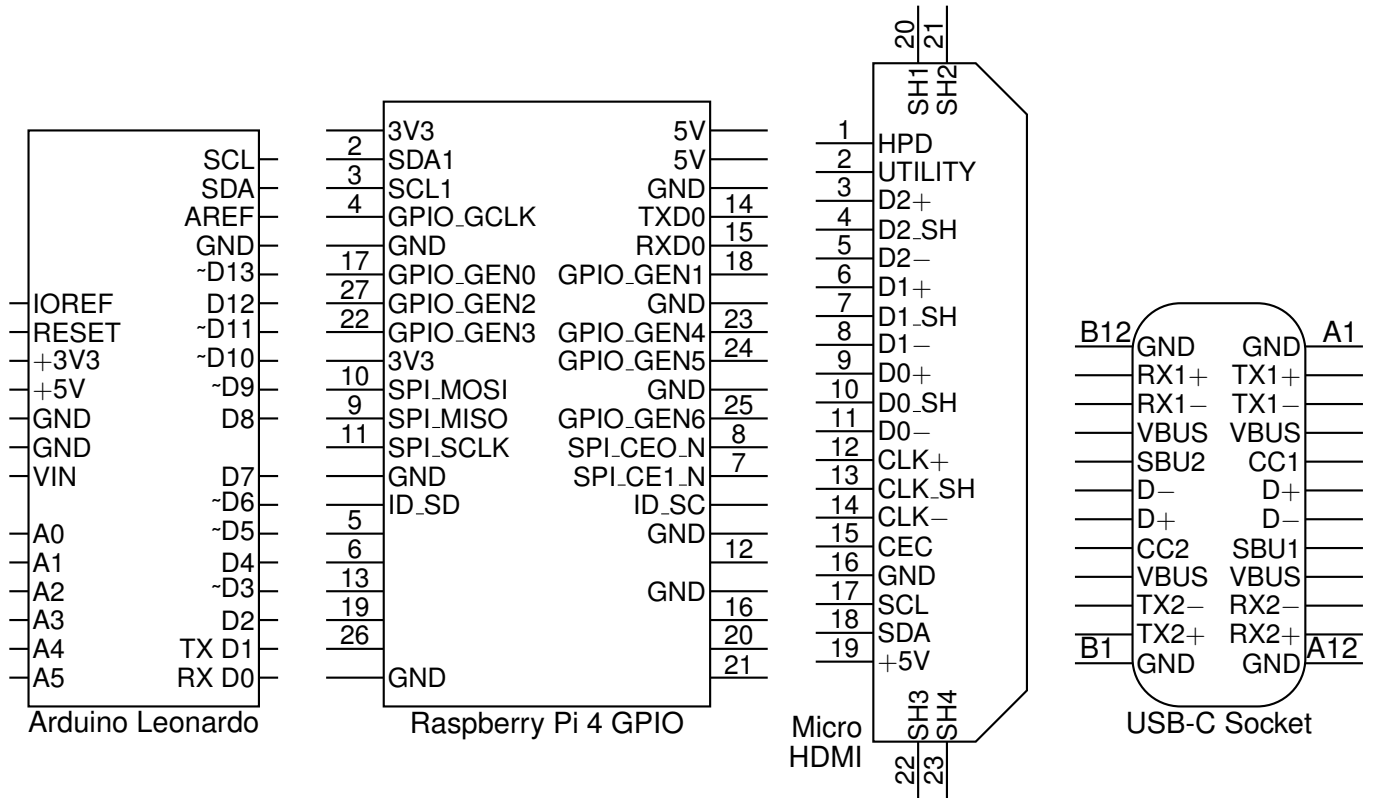 SCL
SDA
AREF
GND
~D13
IOREF D12
RESET ~D11
+3V3 ~D10
+5V ~D9
GND D8
GND
VIN D7
~D6
A0 ~D5
A1 D4
A2 ~D3
A3 D2
A4 TX D1
A5 RX D0
Arduino Leonardo
3V3 5V
2 SDA1 5V
3 SCL1 GND
4 GPIO_GCLK TXD0 14
GND RXD0 15
17 GPIO_GEN0 GPIO_GEN1 18
27 GPIO_GEN2 GND
22 GPIO_GEN3 GPIO_GEN4 23
3V3 GPIO_GEN5 24
10 SPI_MOSI GND
9 SPI_MISO GPIO_GEN6 25
11 SPI_SCLK SPI_CEO_N 8
GND SPI_CE1_N 7
ID_SD ID_SC
5 GND
6 12
13 GND
19 16
26 20
GND 21
Raspberry Pi 4 GPIO
20 21
SH1 SH2
1 HPD
2 UTILITY
3 D2+
4 D2_SH
5 D2−
6 D1+
7 D1_SH
8 D1−
9 D0+
10 D0_SH
11 D0−
12 CLK+
13 CLK_SH
14 CLK−
15 CEC
16 GND
17 SCL
18 SDA
19 +5V
SH3 SH4
22 23
Micro
HDMI
B12 GND GND A1
RX1+ TX1+
RX1− TX1−
VBUS VBUS
SBU2 CC1
D− D+
D+ D−
CC2 SBU1
VBUS VBUS
TX2− RX2−
TX2+ RX2+
B1 GND GND A12
USB-C Socket